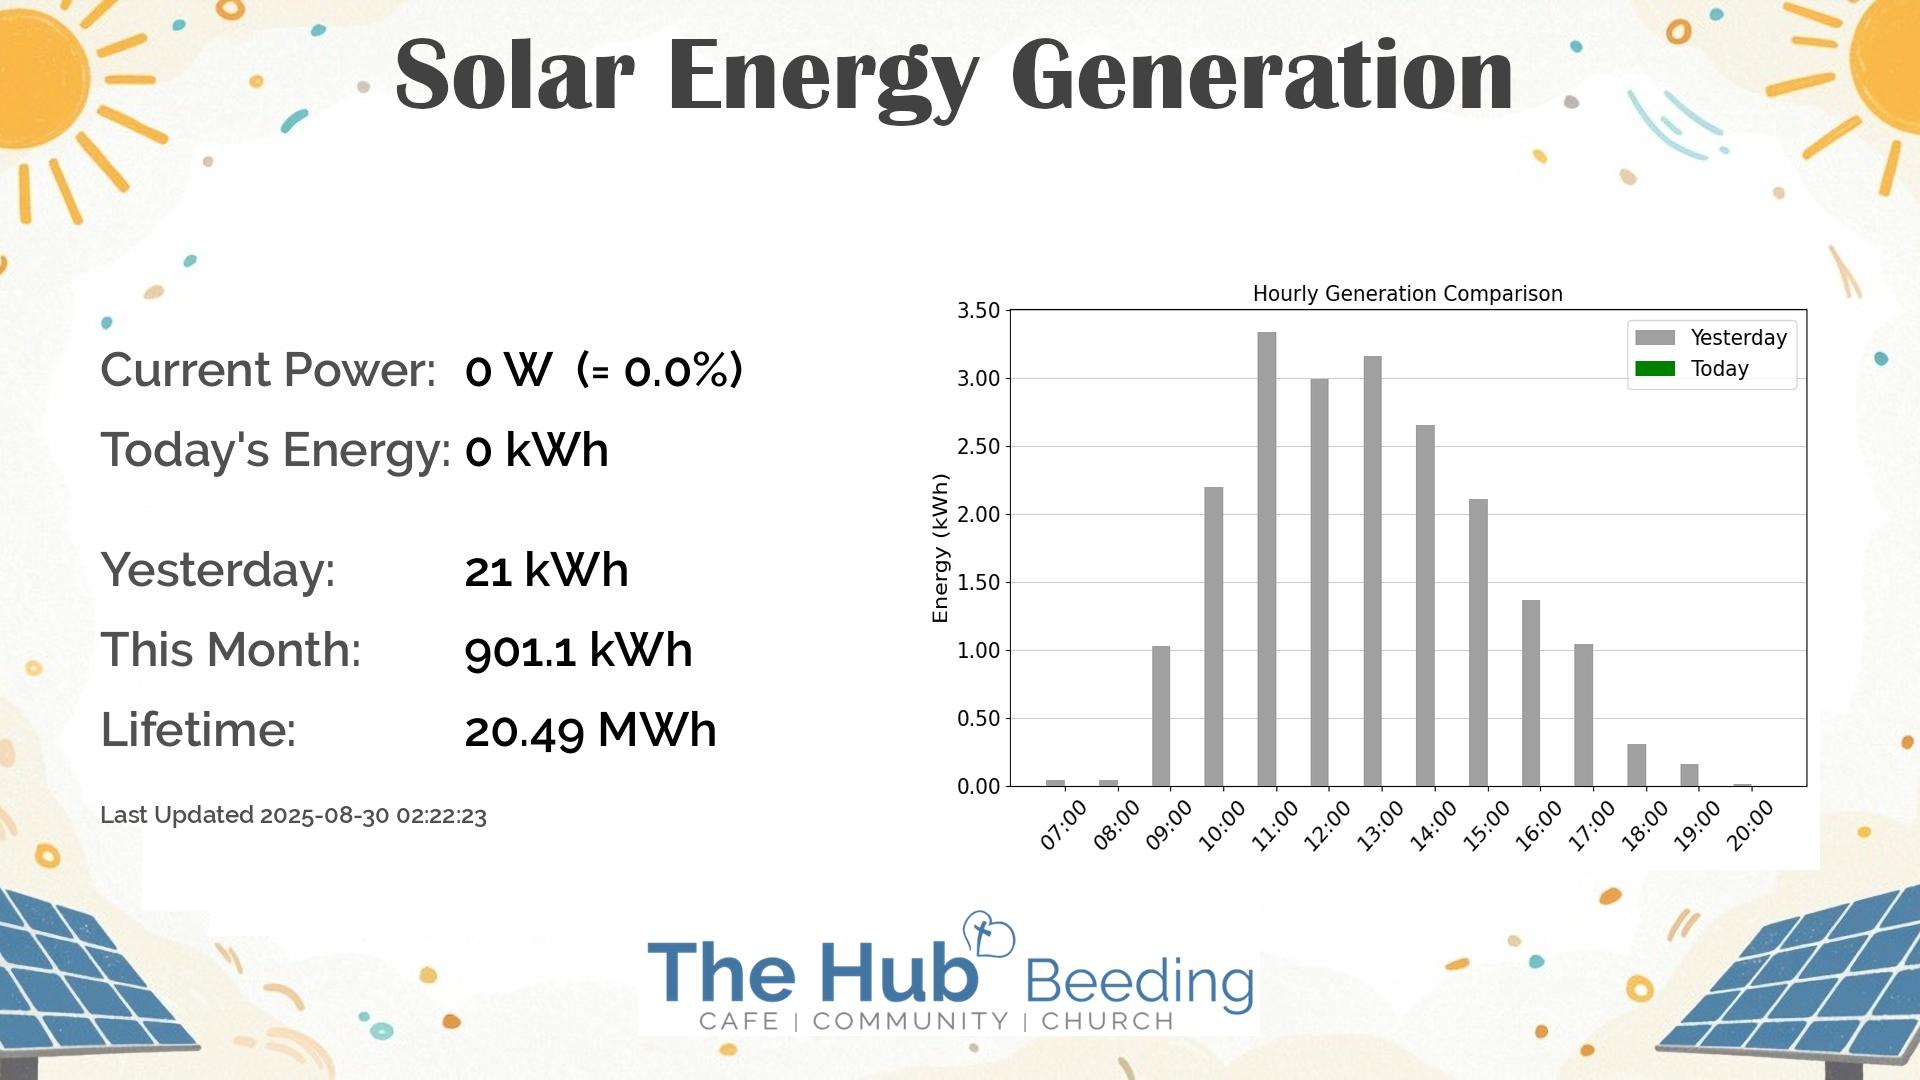 Solar Energy Generation
Current Power: 0 W (= 0.0%)
Today's Energy: 0 kWh
Yesterday: 21 kWh
This Month: 901.1 kWh
Lifetime: 20.49 MWh
Last Updated 2025-08-30 02:22:23
Hourly Generation Comparison
Yesterday
Today
Energy (kWh)
3.50
3.00
2.50
2.00
1.50
1.00
0.50
0.00
07:00 08:00 09:00 10:00 11:00 12:00 13:00 14:00 15:00 16:00 17:00 18:00 19:00 20:00
The Hub Beeding
CAFE | COMMUNITY | CHURCH